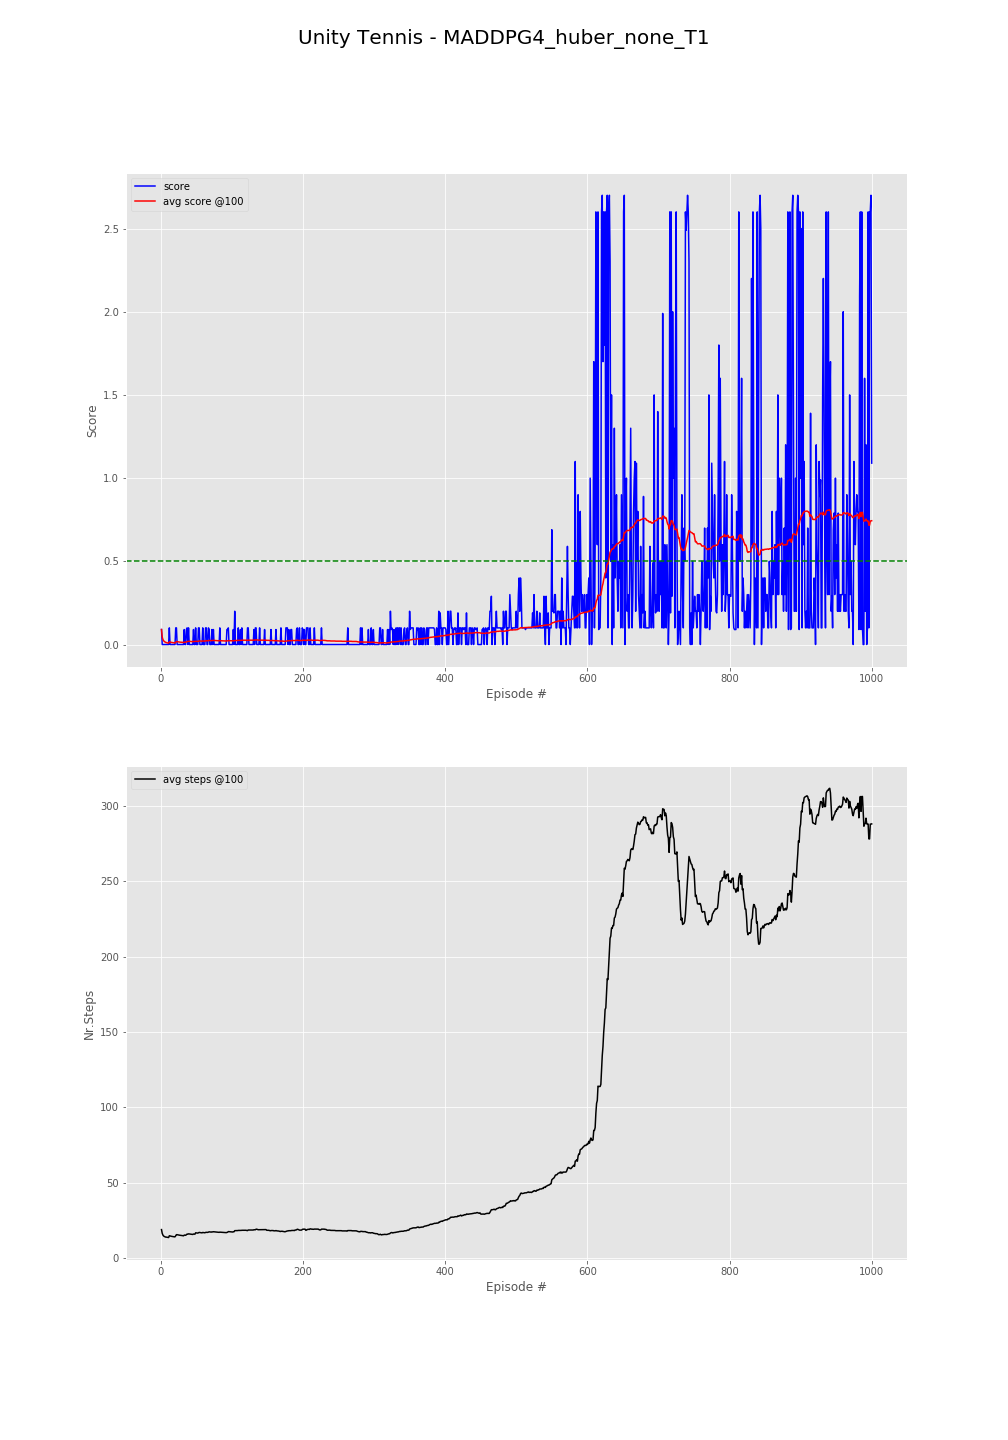 Unity Tennis - MADDPG4_huber_none_T1
score
avg score @100
2.5
2.0
1.5
1.0
0.5
0.0
Score
0 200 400 600 800 1000
Episode #
avg steps @100
300
250
200
150
100
50
0
Nr.Steps
0 200 400 600 800 1000
Episode #